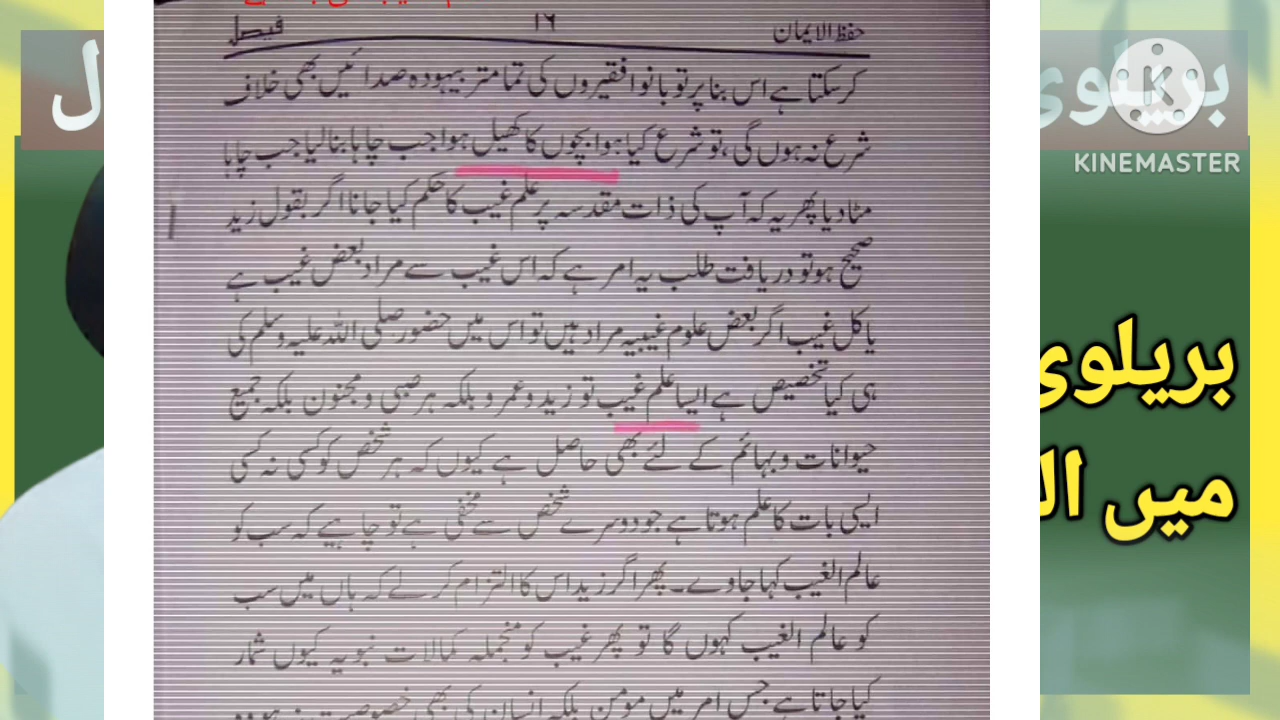 حفظ الایمان
۱۶
فیصل
کرسکتا ہے اس بنا پر تو بانوا فقیروں کی تمامتر بیہودہ صدائیں بھی خلاف
شرع نہ ہوں گی، تو شرع کیا ہوا بچوں کا کھیل ہوا جب چاہا بنالیا جب چاہا
مٹادیا پھر یہ کہ آپ کی ذات مقدسہ پر علم غیب کا حکم کیا جانا اگر بقول زید
صحیح ہو تو دریافت طلب یہ امر ہے کہ اس غیب سے مراد بعض غیب ہے
یا کل غیب اگر بعض علوم غیبیہ مراد ہیں تو اس میں حضور صلی اللہ علیہ وسلم کی
ہی کیا تخصیص ہے ایسا علم غیب تو زید و عمرو بلکہ ہر صبی و مجنون بلکہ جمیع
حیوانات و بہائم کے لئے بھی حاصل ہے کیوں کہ ہر شخص کو کسی نہ کسی
ایسی بات کا علم ہوتا ہے جو دوسرے شخص سے مخفی ہے تو چاہیے کہ سب کو
عالم الغیب کہا جاوے۔ پھر اگر زید اس کا التزام کرلے کہ ہاں میں سب
کو عالم الغیب کہوں گا تو پھر غیب کو منجملہ کمالات نبویہ کیوں شمار
کیا جاتا ہے جس امر میں مومن بلکہ انسان کی بھی خصوصیت نہ ہو
ل
بریلوی
KINEMASTER
بریلوی
میں ال